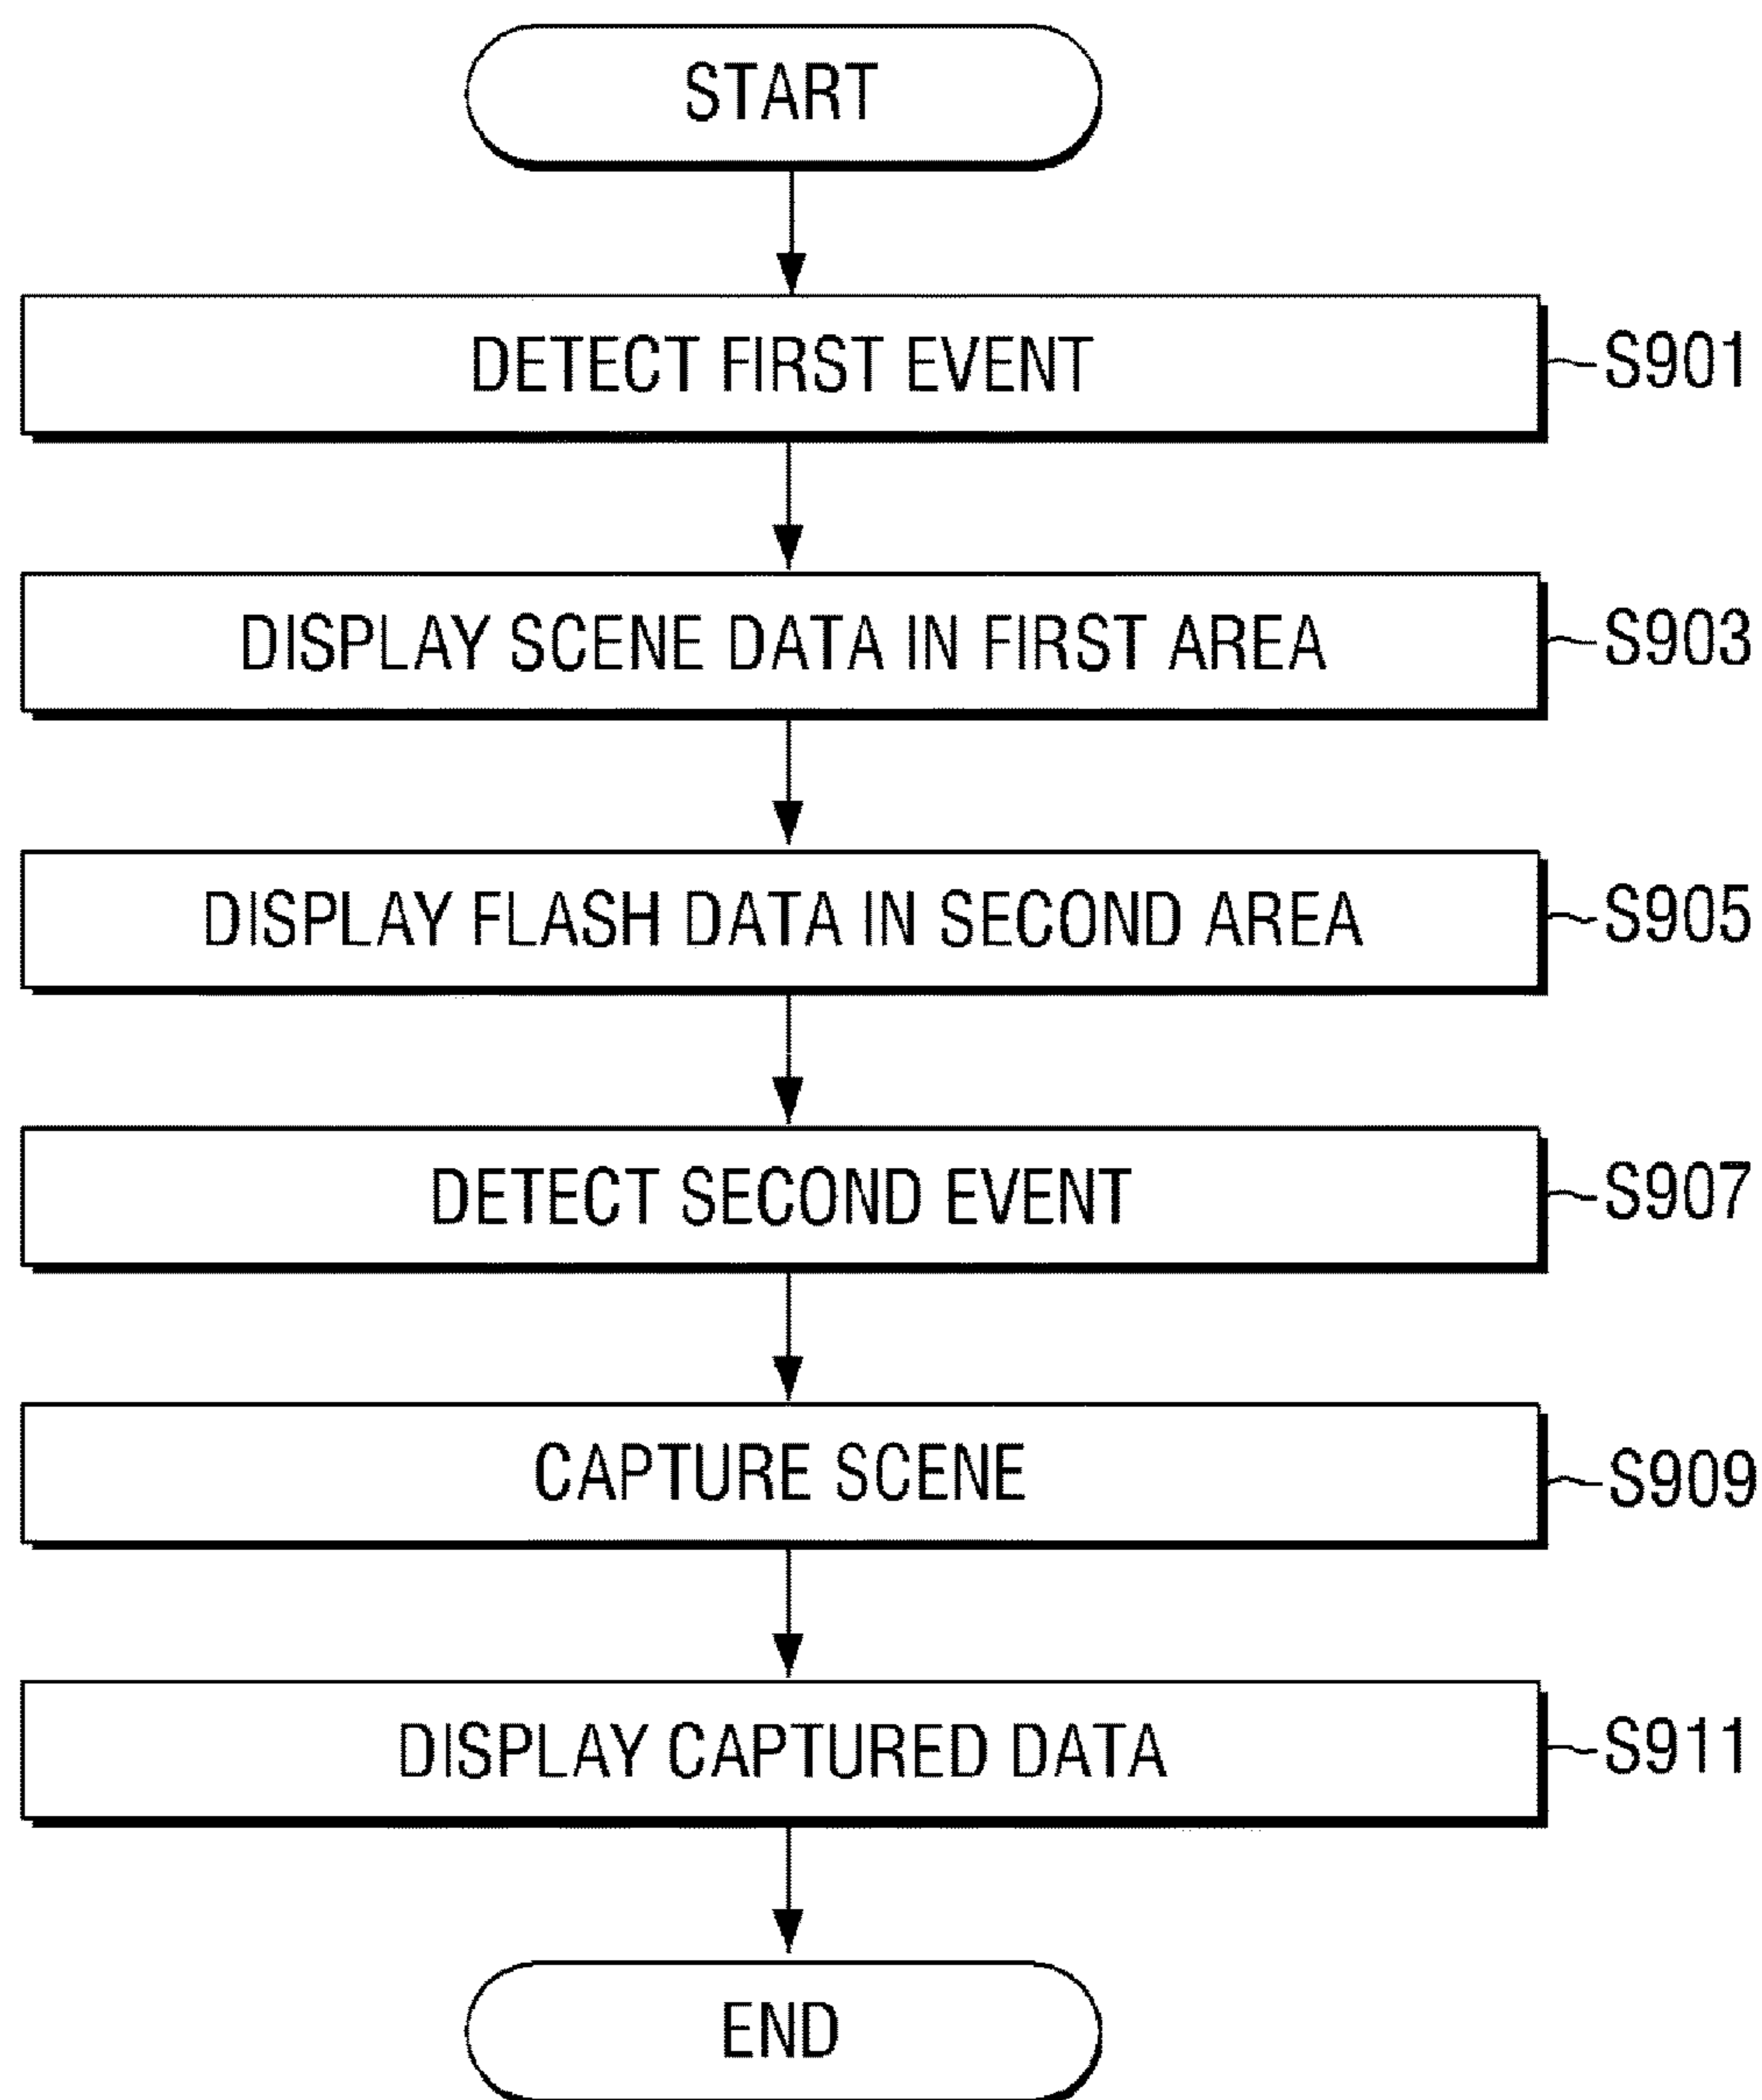 START
DETECT FIRST EVENT
S901
DISPLAY SCENE DATA IN FIRST AREA
S903
DISPLAY FLASH DATA IN SECOND AREA
S905
DETECT SECOND EVENT
S907
CAPTURE SCENE
S909
DISPLAY CAPTURED DATA
S911
END